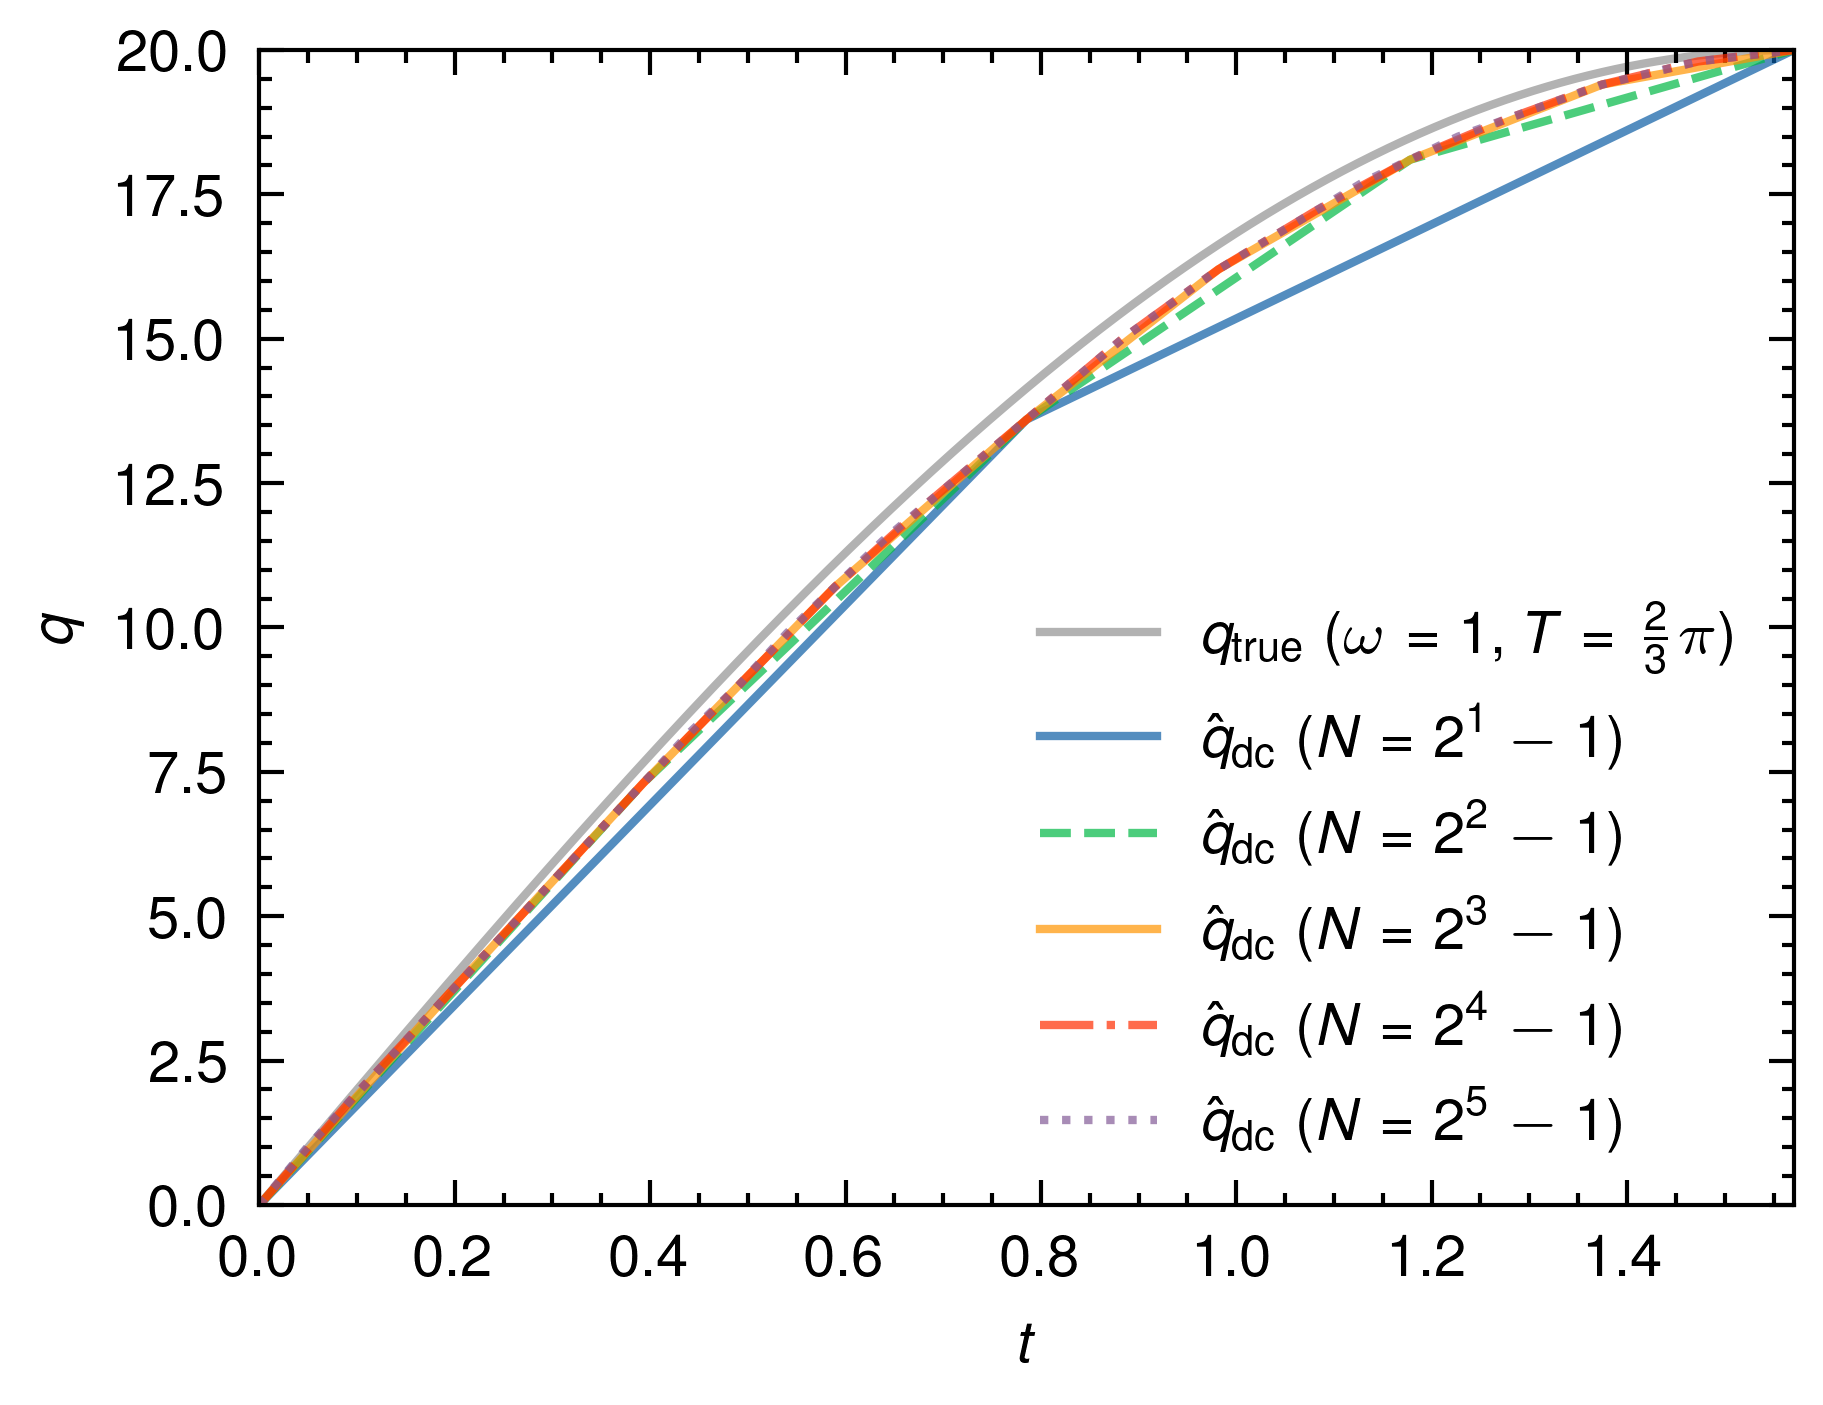 20.0
17.5
15.0
12.5
10.0
7.5
5.0
2.5
0.0
q
0.0 0.2 0.4 0.6 0.8 1.0 1.2 1.4
t
q_true (ω = 1, T = 2/3 π)
q̂_dc (N = 2^1 − 1)
q̂_dc (N = 2^2 − 1)
q̂_dc (N = 2^3 − 1)
q̂_dc (N = 2^4 − 1)
q̂_dc (N = 2^5 − 1)